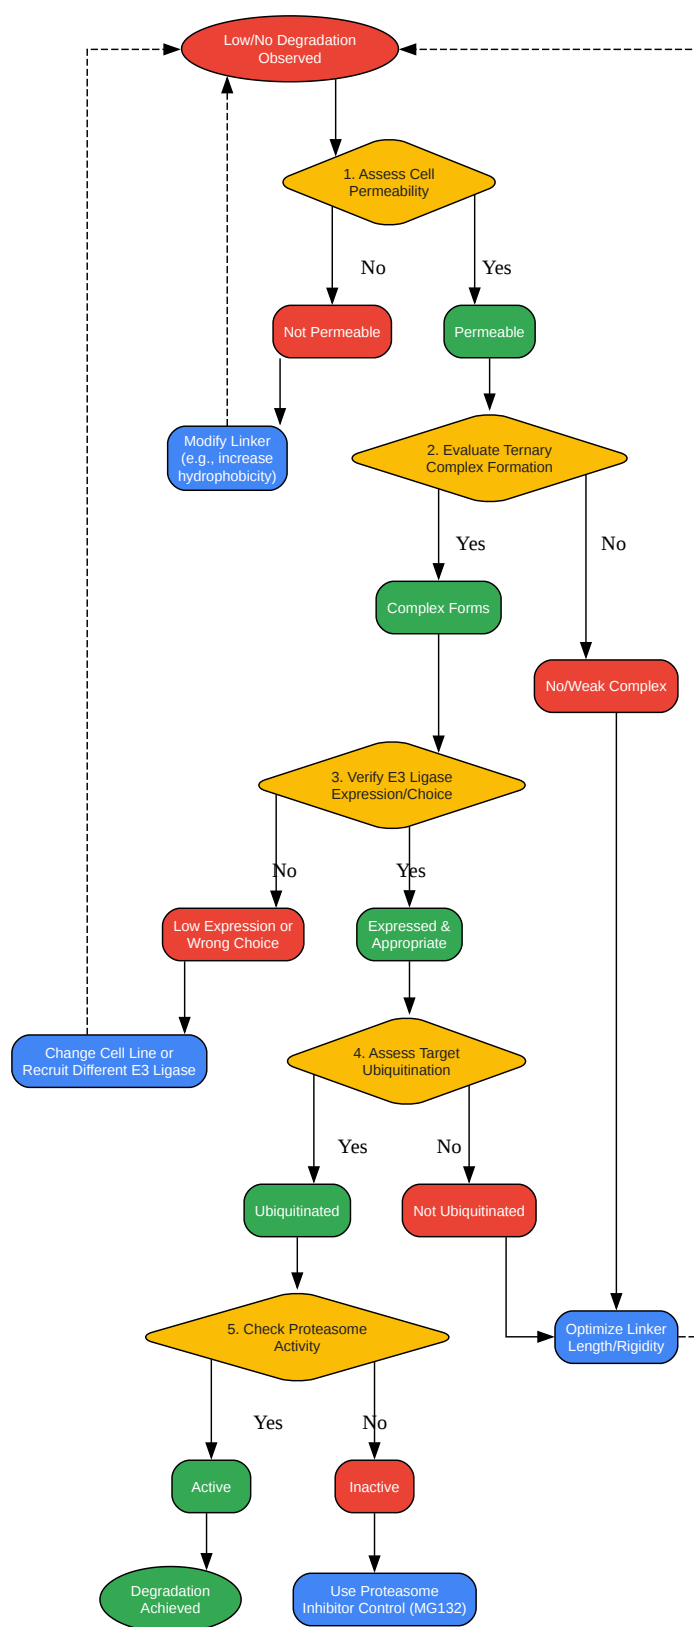 Low/No Degradation
Observed
1. Assess Cell
Permeability
No
Yes
Not Permeable
Permeable
Modify Linker
(e.g., increase
hydrophobicity)
2. Evaluate Ternary
Complex Formation
Yes
No
Complex Forms
No/Weak Complex
3. Verify E3 Ligase
Expression/Choice
No
Yes
Low Expression or
Wrong Choice
Expressed &
Appropriate
Change Cell Line or
Recruit Different E3 Ligase
4. Assess Target
Ubiquitination
Yes
No
Ubiquitinated
Not Ubiquitinated
5. Check Proteasome
Activity
Optimize Linker
Length/Rigidity
Yes
No
Active
Inactive
Degradation
Achieved
Use Proteasome
Inhibitor Control (MG132)